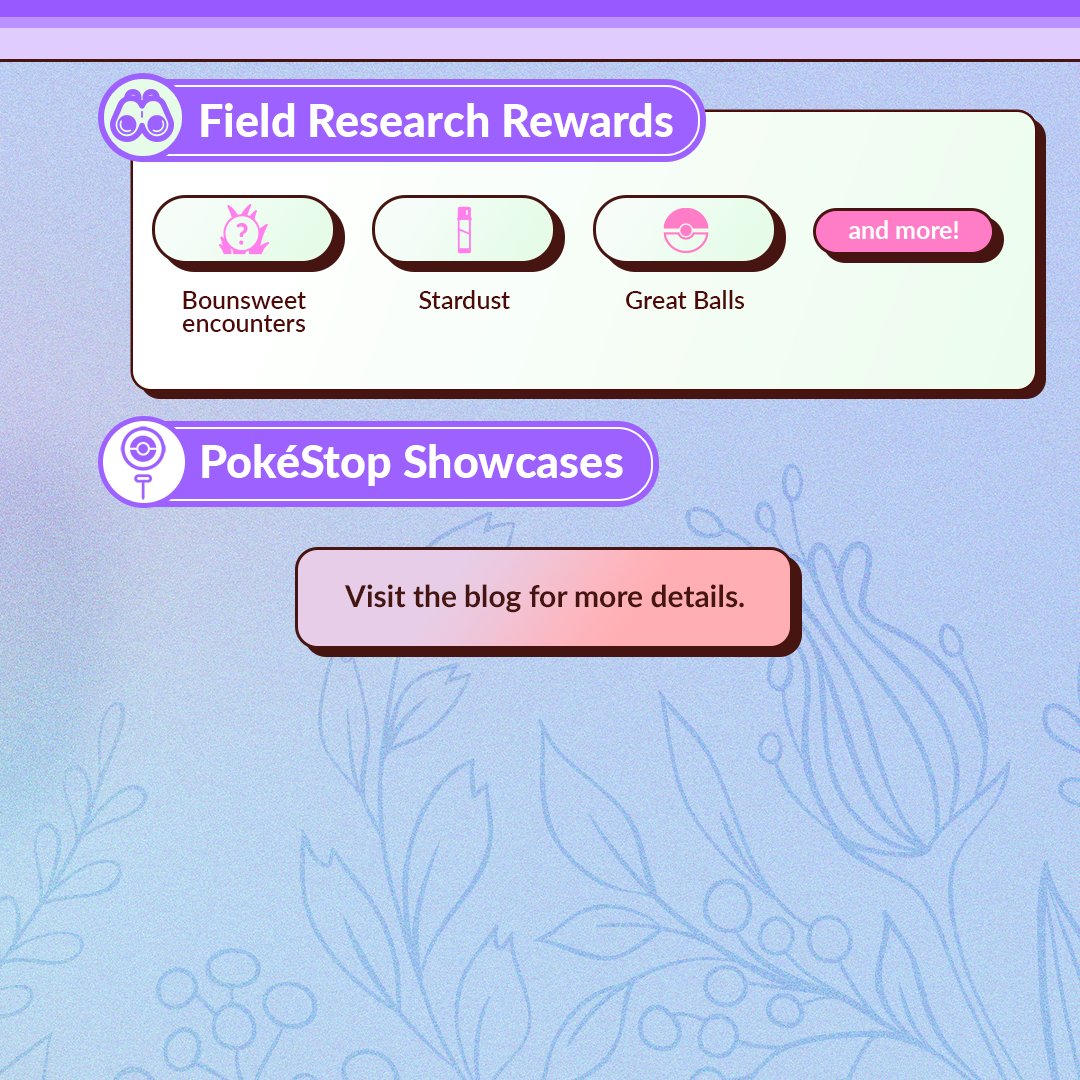 Field Research Rewards
?
and more!
Bounsweet
encounters
Stardust
Great Balls
PokéStop Showcases
Visit the blog for more details.